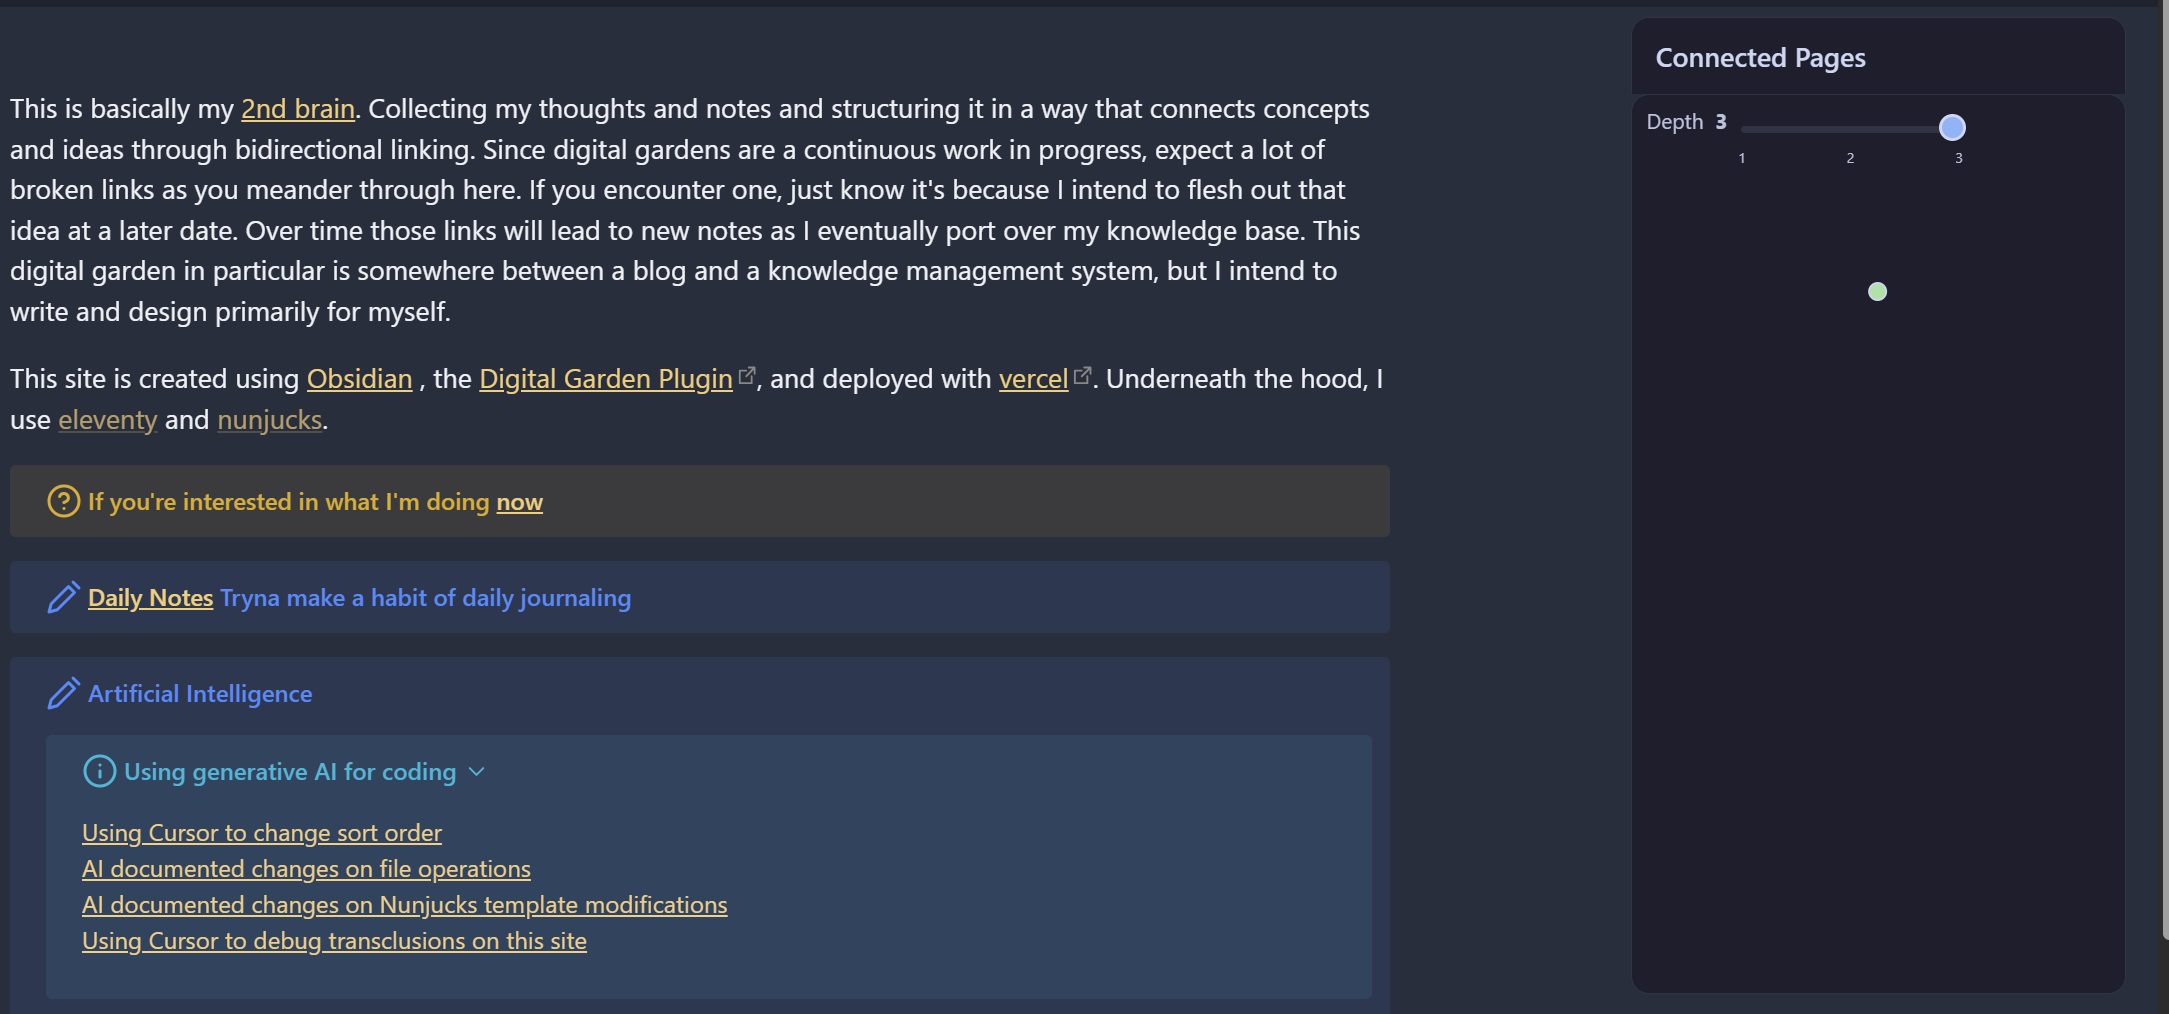 This is basically my 2nd brain. Collecting my thoughts and notes and structuring it in a way that connects concepts
and ideas through bidirectional linking. Since digital gardens are a continuous work in progress, expect a lot of
broken links as you meander through here. If you encounter one, just know it's because I intend to flesh out that
idea at a later date. Over time those links will lead to new notes as I eventually port over my knowledge base. This
digital garden in particular is somewhere between a blog and a knowledge management system, but I intend to
write and design primarily for myself.
This site is created using Obsidian , the Digital Garden Plugin, and deployed with vercel. Underneath the hood, I
use eleventy and nunjucks.
If you're interested in what I'm doing now
Daily Notes Tryna make a habit of daily journaling
Artificial Intelligence
Using generative AI for coding
Using Cursor to change sort order
AI documented changes on file operations
AI documented changes on Nunjucks template modifications
Using Cursor to debug transclusions on this site
Connected Pages
Depth 3
1 2 3